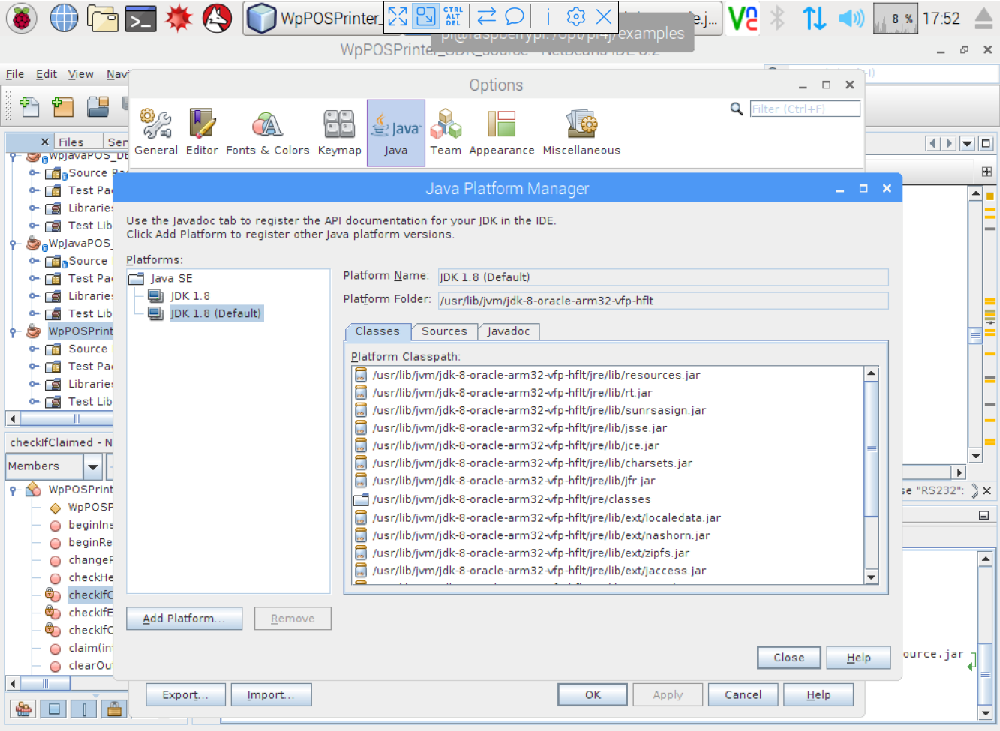 WpPOSPrinter_
CTRL
ALT
DEL
e.j...
8 %
17:52
pi@raspberrypi: /opt/pi4j/examples
WpPOSPrinter_SDK_source - NetBeans IDE 8.2
File Edit View Navi
Options
Filter (Ctrl+F)
General Editor Fonts & Colors Keymap Java Team Appearance Miscellaneous
Files Ser
WpJavaPOS_DE
Source Pac
Test Pac
Libraries
Test Lib
WpJavaPOS_
Source
Test Pac
Libraries
Test Lib
WpPOSPrint
Source
Test Pac
Libraries
Test Lib
Java Platform Manager
Use the Javadoc tab to register the API documentation for your JDK in the IDE.
Click Add Platform to register other Java platform versions.
Platforms:
Java SE
JDK 1.8
JDK 1.8 (Default)
Platform Name: JDK 1.8 (Default)
Platform Folder: /usr/lib/jvm/jdk-8-oracle-arm32-vfp-hflt
Classes Sources Javadoc
Platform Classpath:
/usr/lib/jvm/jdk-8-oracle-arm32-vfp-hflt/jre/lib/resources.jar
/usr/lib/jvm/jdk-8-oracle-arm32-vfp-hflt/jre/lib/rt.jar
/usr/lib/jvm/jdk-8-oracle-arm32-vfp-hflt/jre/lib/sunrsasign.jar
/usr/lib/jvm/jdk-8-oracle-arm32-vfp-hflt/jre/lib/jsse.jar
/usr/lib/jvm/jdk-8-oracle-arm32-vfp-hflt/jre/lib/jce.jar
/usr/lib/jvm/jdk-8-oracle-arm32-vfp-hflt/jre/lib/charsets.jar
/usr/lib/jvm/jdk-8-oracle-arm32-vfp-hflt/jre/lib/jfr.jar
/usr/lib/jvm/jdk-8-oracle-arm32-vfp-hflt/jre/classes
/usr/lib/jvm/jdk-8-oracle-arm32-vfp-hflt/jre/lib/ext/localedata.jar
/usr/lib/jvm/jdk-8-oracle-arm32-vfp-hflt/jre/lib/ext/nashorn.jar
/usr/lib/jvm/jdk-8-oracle-arm32-vfp-hflt/jre/lib/ext/zipfs.jar
/usr/lib/jvm/jdk-8-oracle-arm32-vfp-hflt/jre/lib/ext/jaccess.jar
Add Platform... Remove
Close Help
checkIfClaimed - N
Members
WpPOSPrint
WpPOSP
beginIns
beginRe
changeP
checkHe
checkIfC
checkIfE
checkIfO
claim(in
clearOu
se "RS232":
ource.jar
Export... Import... OK Apply Cancel Help